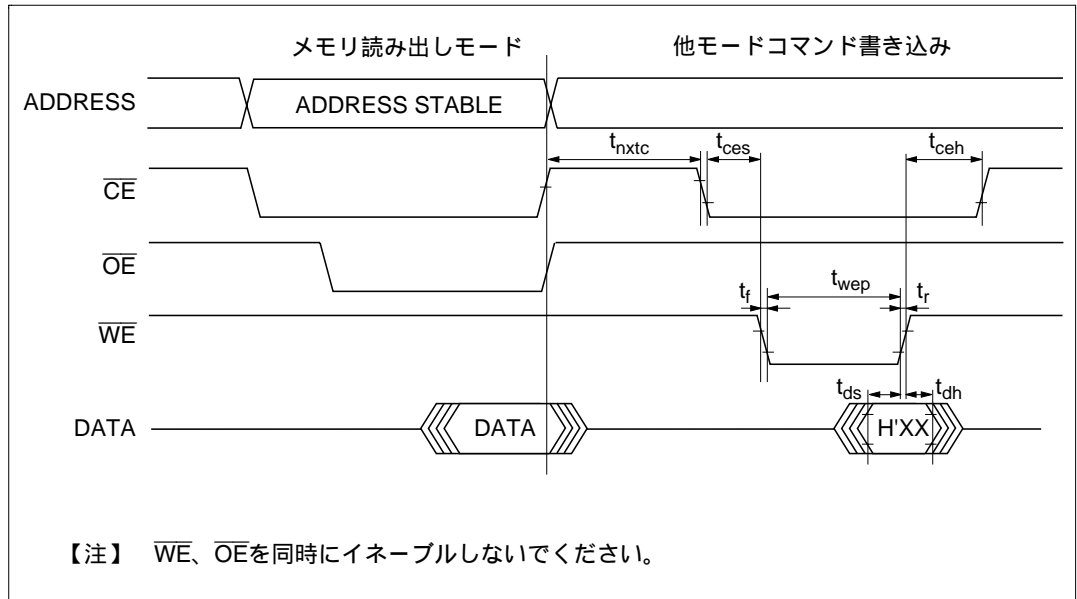 メモリ読み出しモード 他モードコマンド書き込み
ADDRESS ADDRESS STABLE
tnxtc tces tceh
CE
OE
tf twep tr
WE
tds tdh
DATA DATA H'XX
【注】 WE、OEを同時にイネーブルしないでください。